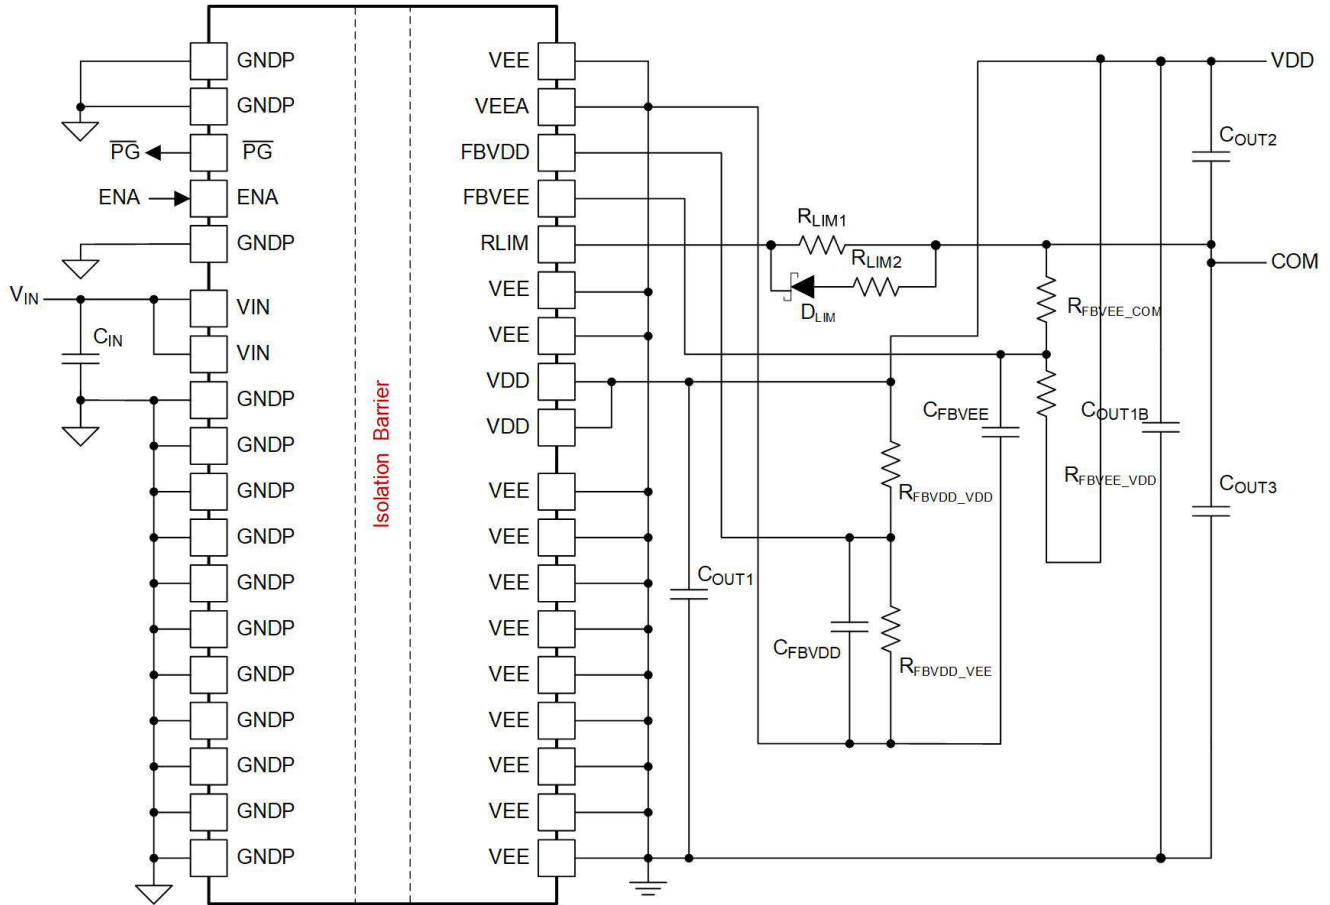 GNDP
GNDP
PG
PG
ENA
ENA
GNDP
VIN
VIN
CIN
VIN
GNDP
GNDP
GNDP
GNDP
GNDP
GNDP
GNDP
GNDP
GNDP
GNDP
GNDP
Isolation Barrier
VEE
VEEA
FBVDD
FBVEE
RLIM
VEE
VEE
VDD
VDD
VEE
VEE
VEE
VEE
VEE
VEE
VEE
VEE
VEE
RLIM1
RLIM2
DLIM
COUT1
CFBVDD
RFBVDD_VDD
RFBVDD_VEE
CFBVEE
RFBVEE_COM
RFBVEE_VDD
COUT1B
COUT2
COUT3
VDD
COM